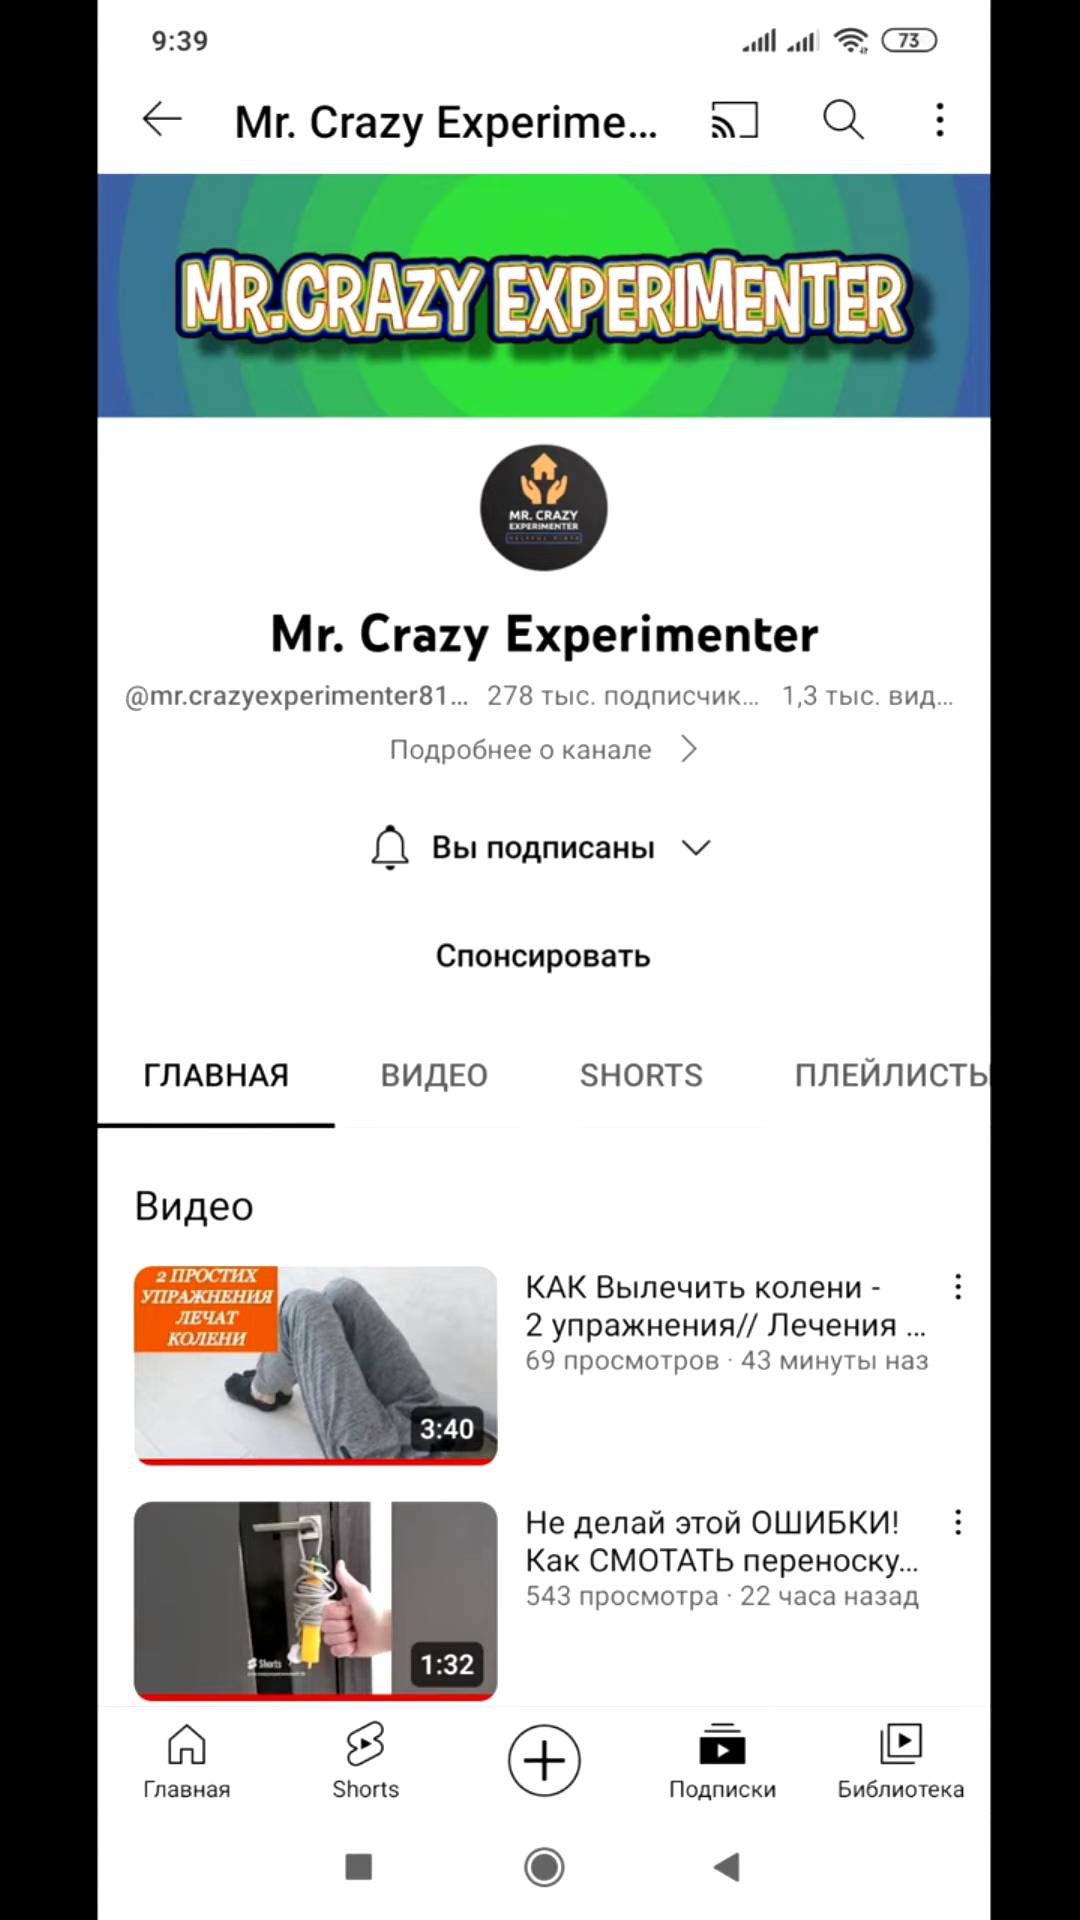 9:39
73
Mr. Crazy Experime...
MR.CRAZY EXPERIMENTER
MR. CRAZY
EXPERIMENTER
Mr. Crazy Experimenter
@mr.crazyexperimenter81... 278 тыс. подписчик... 1,3 тыс. вид...
Подробнее о канале
Вы подписаны
Спонсировать
ГЛАВНАЯ ВИДЕО SHORTS ПЛЕЙЛИСТЫ
Видео
2 ПРОСТИХ
УПРАЖНЕНИЯ
ЛЕЧАТ
КОЛЕНИ
3:40
КАК Вылечить колени -
2 упражнения// Лечения ...
69 просмотров · 43 минуты наз
Shorts
1:32
Не делай этой ОШИБКИ!
Как СМОТАТЬ переноску...
543 просмотра · 22 часа назад
Главная Shorts Подписки Библиотека